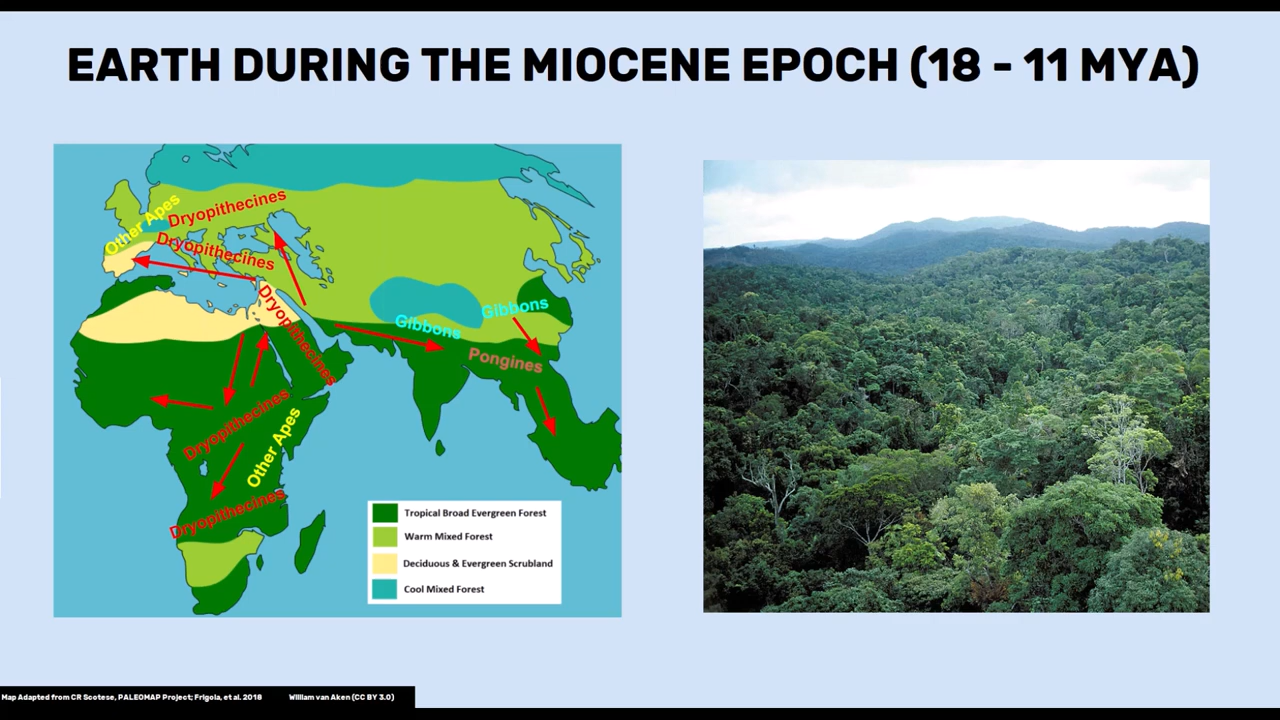 EARTH DURING THE MIOCENE EPOCH (18 - 11 MYA)
Other Apes
Dryopithecines
Dryopithecines
Dryopithecines
Gibbons
Gibbons
Pongines
Dryopithecines
Other Apes
Dryopithecines
Tropical Broad Evergreen Forest
Warm Mixed Forest
Deciduous & Evergreen Scrubland
Cool Mixed Forest
Map Adapted from CR Scotese, PALEOMAP Project; Frigola, et al. 2018 William van Aken (CC BY 3.0)